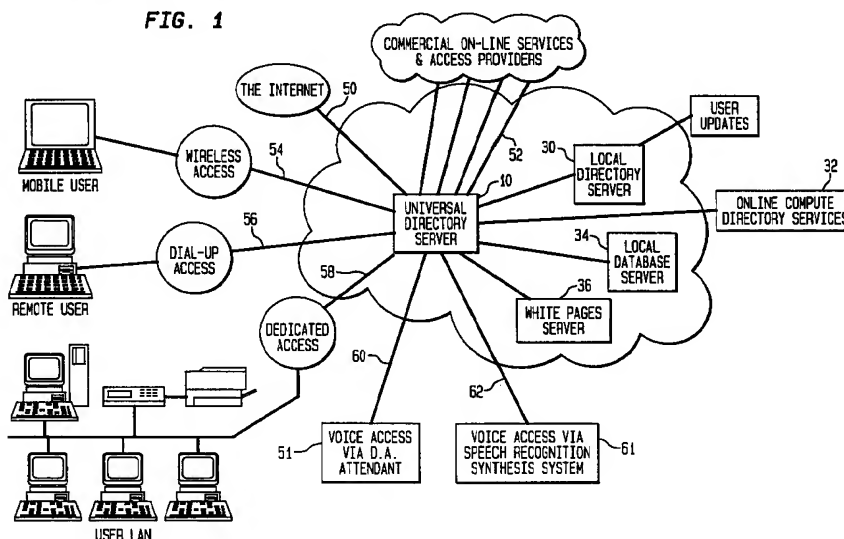 FIG. 1
COMMERCIAL ON-LINE SERVICES
& ACCESS PROVIDERS
THE INTERNET
50
52
USER
UPDATES
30
LOCAL
DIRECTORY
SERVER
WIRELESS
ACCESS
54
MOBILE USER
10
UNIVERSAL
DIRECTORY
SERVER
32
ONLINE COMPUTE
DIRECTORY SERVICES
34
LOCAL
DATABASE
SERVER
DIAL-UP
ACCESS
56
REMOTE USER
58
36
WHITE PAGES
SERVER
DEDICATED
ACCESS
60
62
51
VOICE ACCESS
VIA D.A.
ATTENDANT
VOICE ACCESS VIA
SPEECH RECOGNITION
SYNTHESIS SYSTEM
61
USER LAN